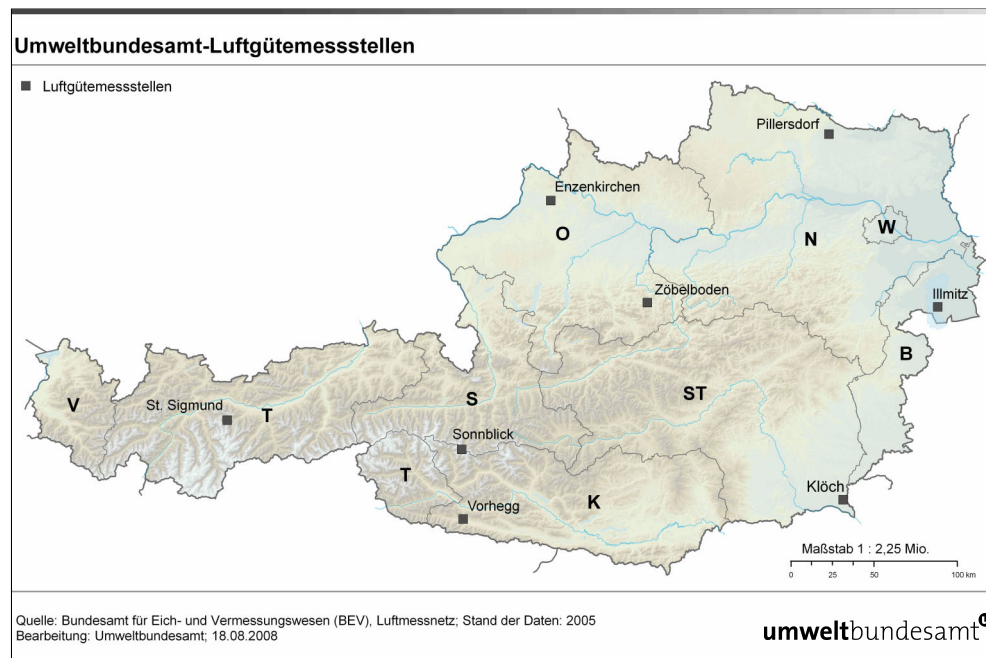 Umweltbundesamt-Luftgütemessstellen
Luftgütemessstellen
Pillersdorf
Enzenkirchen
O
N
W
Zöbelboden
Illmitz
B
V
St. Sigmund
T
S
ST
Sonnblick
T
Vorhegg
K
Klöch
Maßstab 1 : 2,25 Mio.
0 25 50 100 km
Quelle: Bundesamt für Eich- und Vermessungswesen (BEV), Luftmessnetz; Stand der Daten: 2005
Bearbeitung: Umweltbundesamt; 18.08.2008
umweltbundesamt